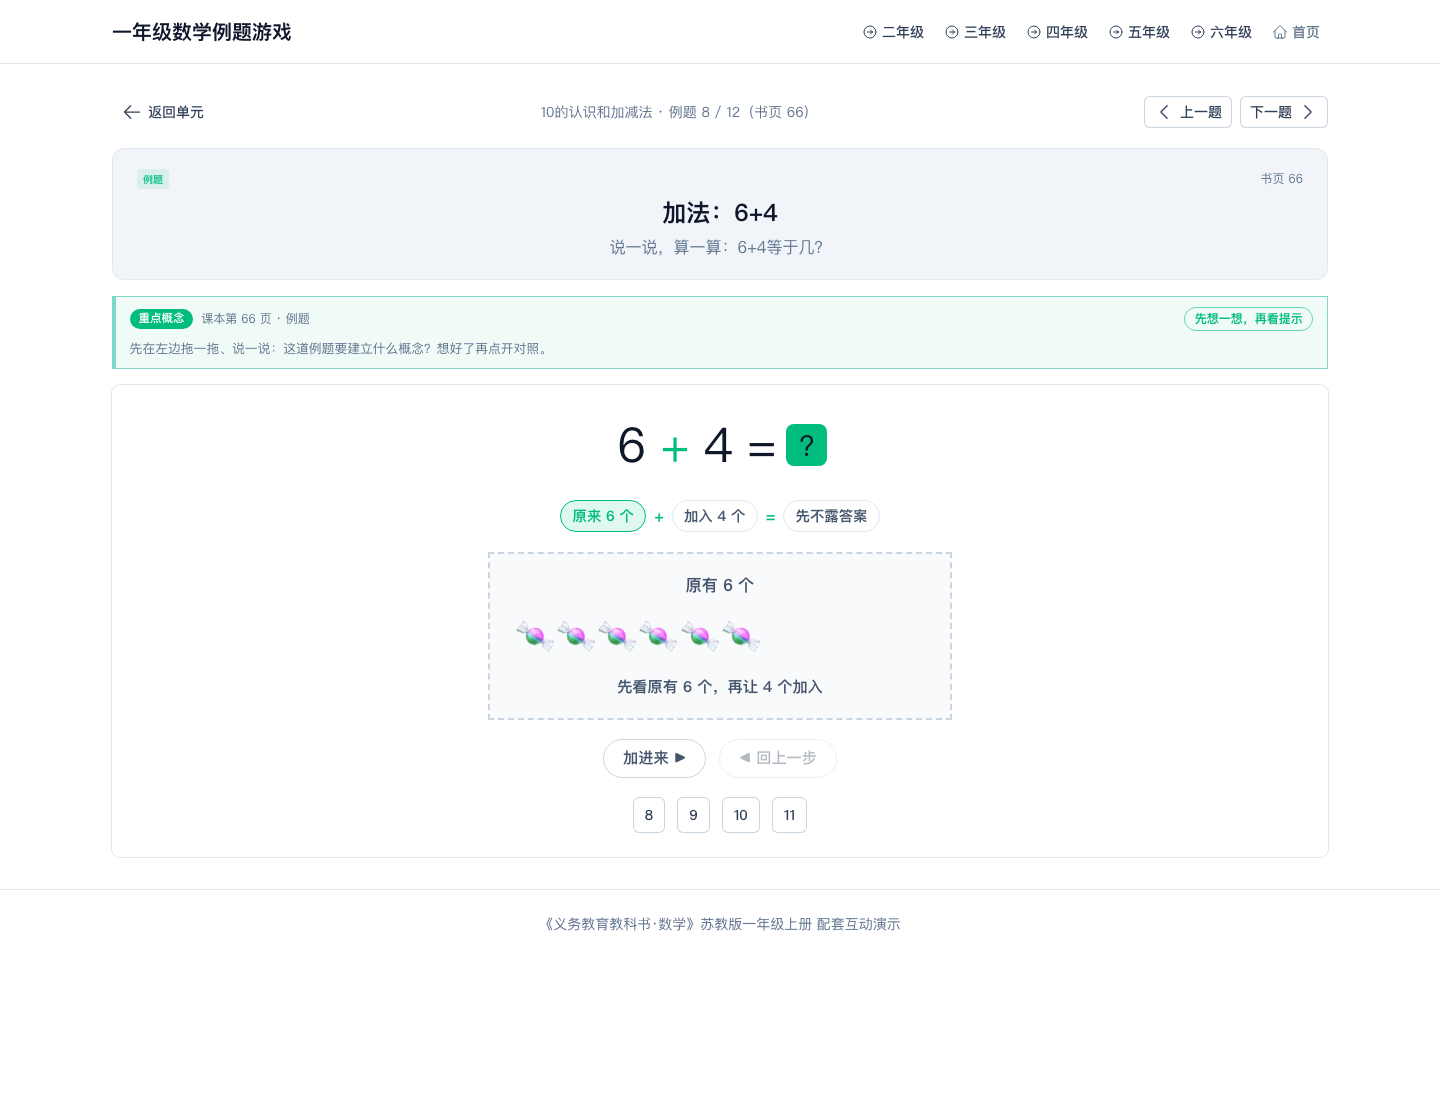 一年级数学例题游戏
二年级 三年级 四年级 五年级 六年级 首页
返回单元
10的认识和加减法 · 例题 8 / 12（书页 66）
上一题 下一题
例题
书页 66
加法：6+4
说一说，算一算：6+4等于几？
重点概念 课本第 66 页 · 例题
先想一想，再看提示
先在左边拖一拖、说一说：这道例题要建立什么概念？想好了再点开对照。
6 + 4 = ?
原来 6 个 + 加入 4 个 = 先不露答案
原有 6 个
先看原有 6 个，再让 4 个加入
加进来 ▶ ◀ 回上一步
8 9 10 11
《义务教育教科书·数学》苏教版一年级上册 配套互动演示